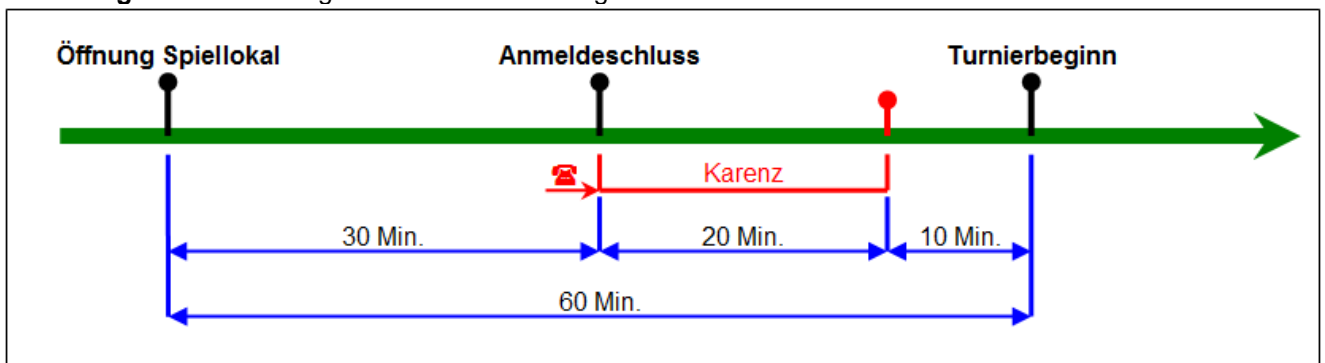 Öffnung Spiellokal Anmeldeschluss Turnierbeginn
Karenz
30 Min. 20 Min. 10 Min.
60 Min.